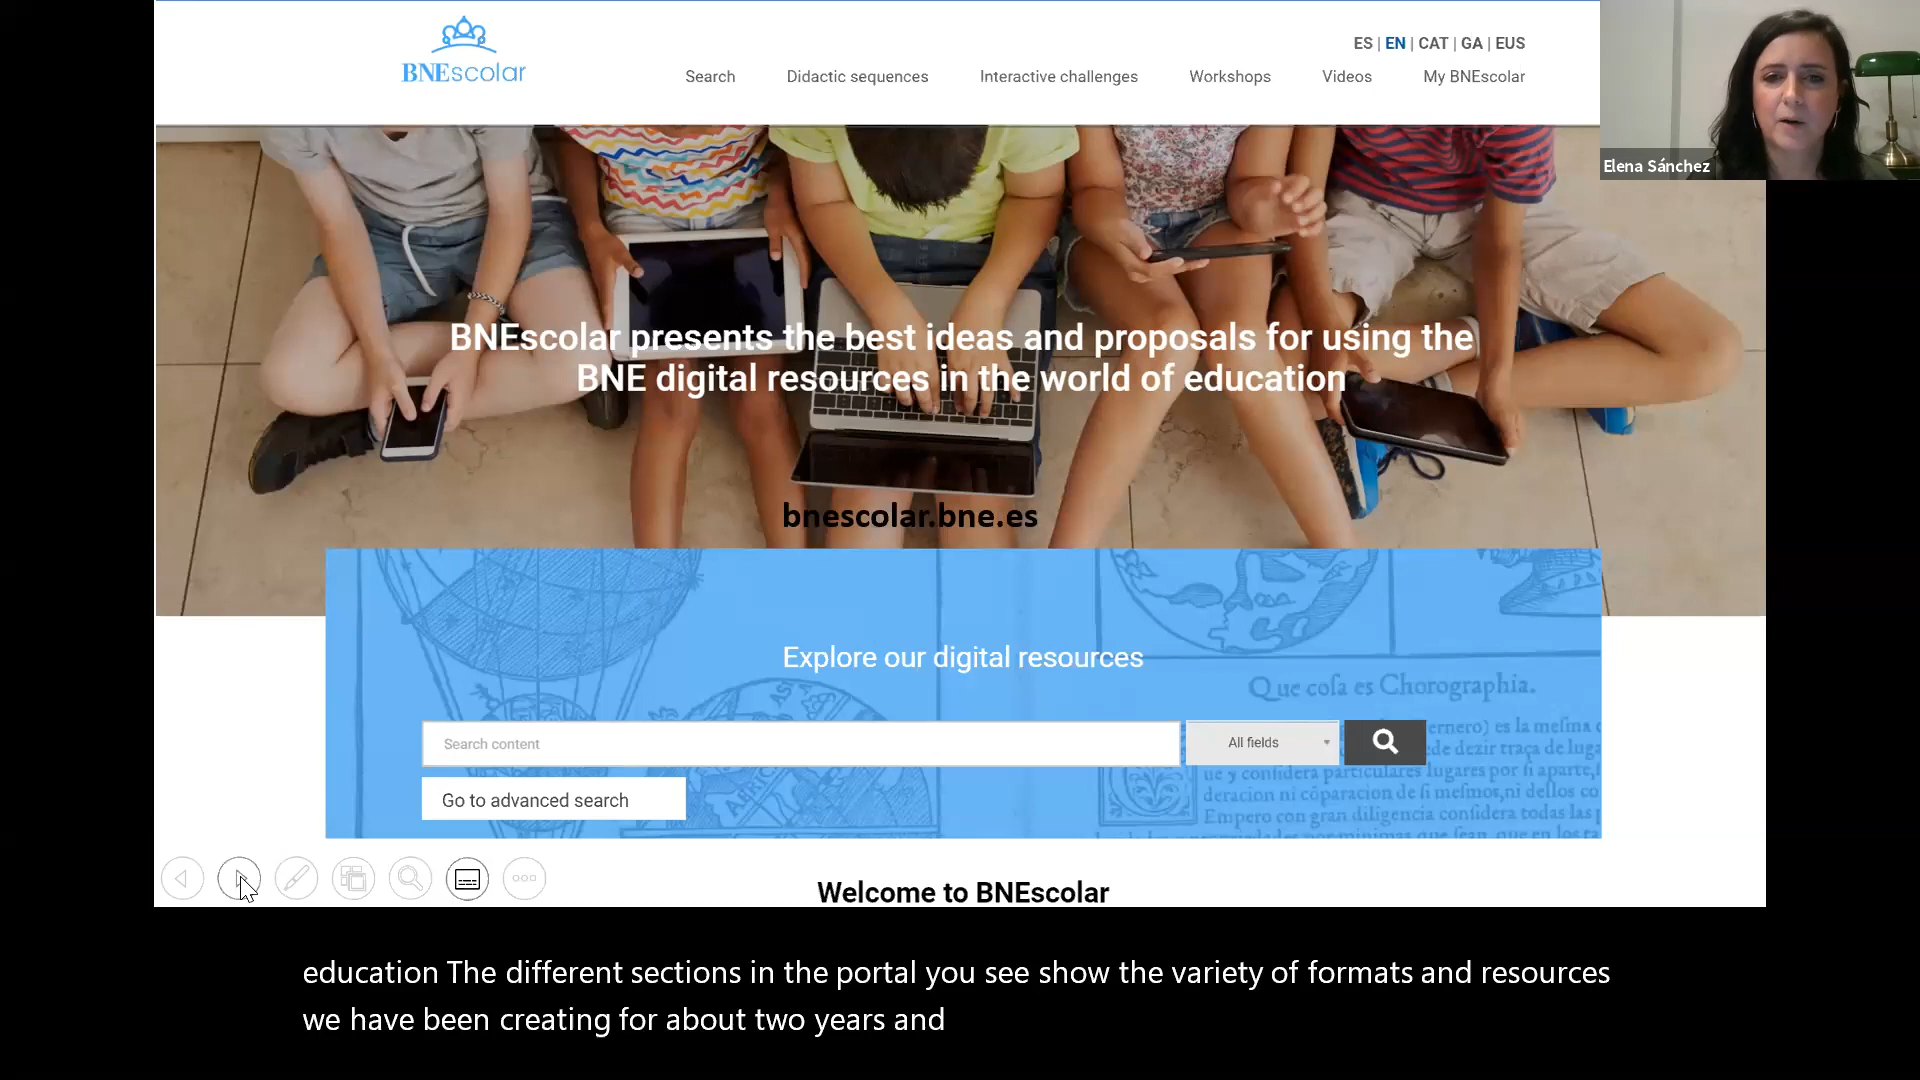 BNEscolar
ES | EN | CAT | GA | EUS
Search
Didactic sequences
Interactive challenges
Workshops
Videos
My BNEscolar
Elena Sánchez
BNEscolar presents the best ideas and proposals for using the
BNE digital resources in the world of education
bnescolar.bne.es
Explore our digital resources
Que cosa es Chorographia.
Search content
All fields
Go to advanced search
Welcome to BNEscolar
education The different sections in the portal you see show the variety of formats and resources
we have been creating for about two years and